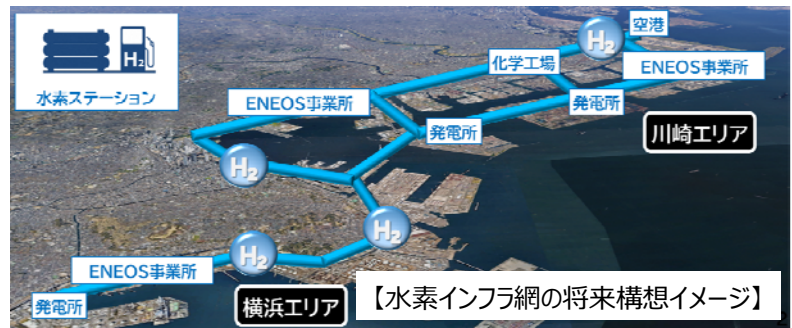 H₂
水素ステーション
空港
H₂
化学工場
ENEOS事業所
ENEOS事業所
発電所
発電所
川崎エリア
H₂
H₂
H₂
ENEOS事業所
発電所
横浜エリア
【水素インフラ網の将来構想イメージ】